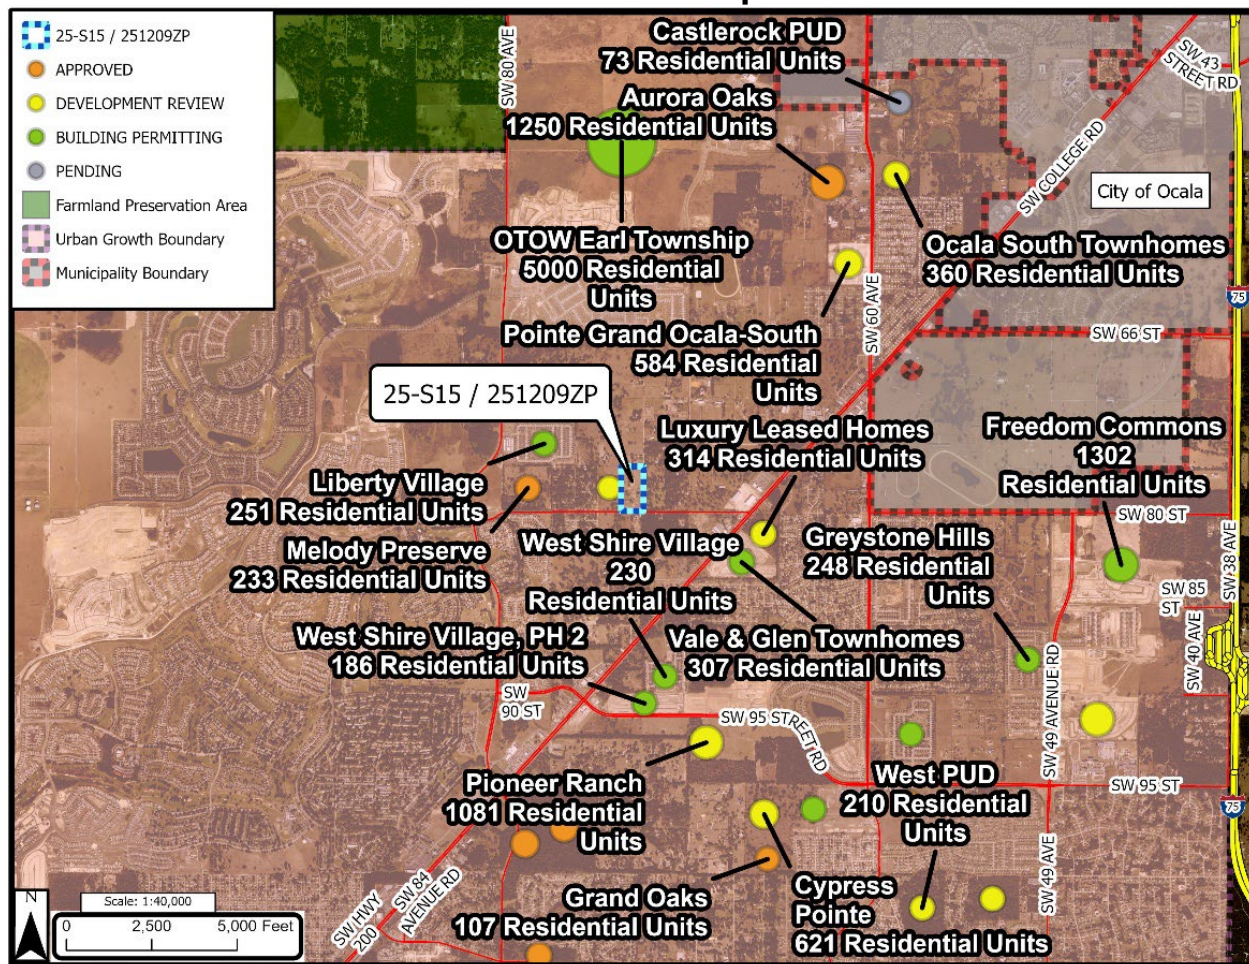 25-S15 / 251209ZP
APPROVED
DEVELOPMENT REVIEW
BUILDING PERMITTING
PENDING
Farmland Preservation Area
Urban Growth Boundary
Municipality Boundary
SW 80 AVE
Castlerock PUD
73 Residential Units
Aurora Oaks
1250 Residential Units
SW 43
STREET RD
SW COLLEGE RD
City of Ocala
OTOW Earl Township
5000 Residential
Units
Ocala South Townhomes
360 Residential Units
75
SW 60 AVE
Pointe Grand Ocala-South
584 Residential
Units
SW 66 ST
25-S15 / 251209ZP
Luxury Leased Homes
314 Residential Units
Freedom Commons
1302
Residential Units
Liberty Village
251 Residential Units
Melody Preserve
233 Residential Units
West Shire Village
230
Residential Units
Greystone Hills
248 Residential
Units
SW 80 ST
SW 38 AVE
SW 85
ST
SW 40 AVE
West Shire Village, PH 2
186 Residential Units
Vale & Glen Townhomes
307 Residential Units
SW
90 ST
SW 95 STREET RD
SW 49 AVENUE RD
Pioneer Ranch
1081 Residential
Units
West PUD
210 Residential
Units
SW 95 ST
75
SW 49 AVE
Grand Oaks
107 Residential Units
Cypress
Pointe
621 Residential Units
SW HWY
200
SW 84
AVENUE RD
N
Scale: 1:40,000
0 2,500 5,000 Feet